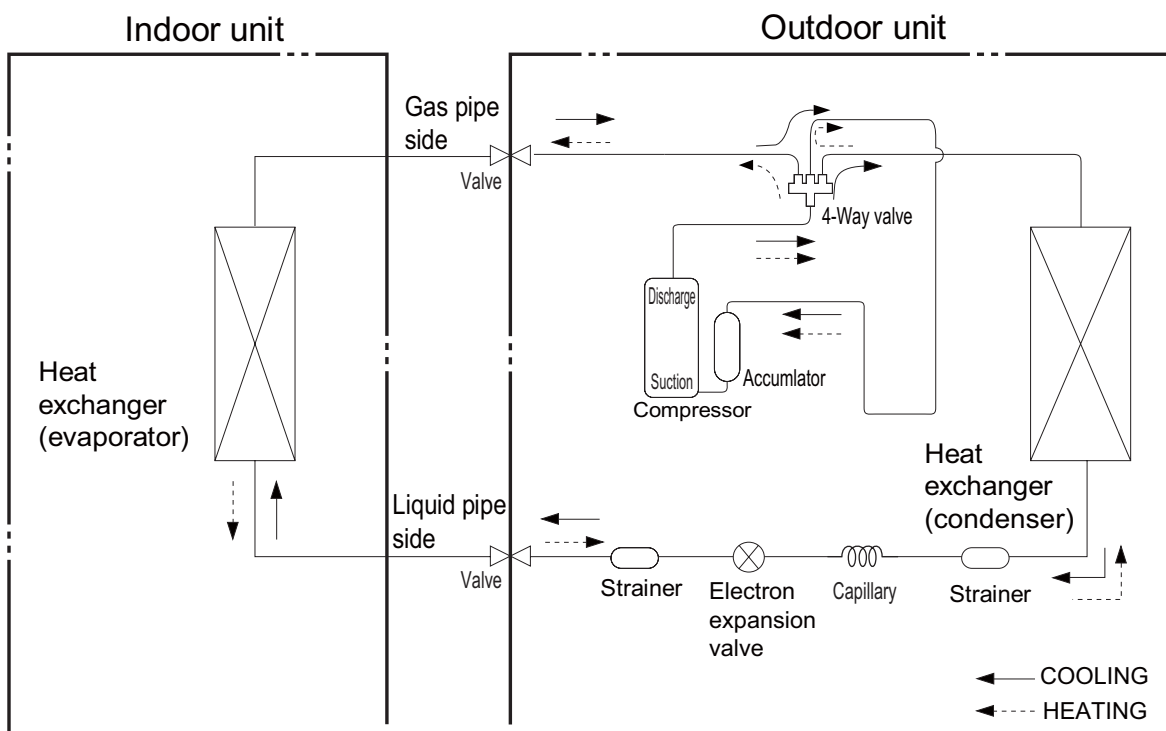 Indoor unit
Outdoor unit
Gas pipe
side
Valve
4-Way valve
Discharge
Suction
Accumlator
Compressor
Heat
exchanger
(evaporator)
Heat
exchanger
(condenser)
Liquid pipe
side
Valve
Strainer
Electron
expansion
valve
Capillary
Strainer
COOLING
HEATING